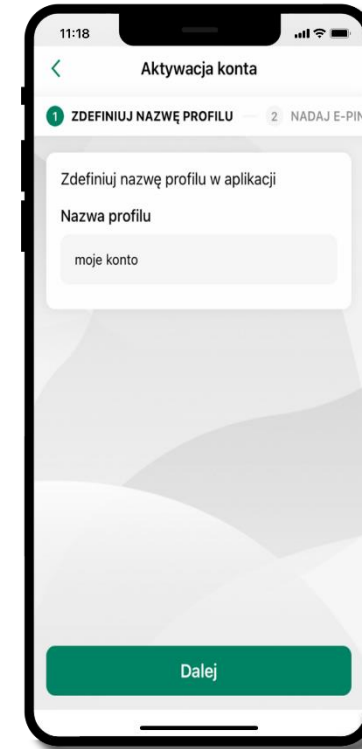 11:18
Aktywacja konta
1 ZDEFINIUJ NAZWĘ PROFILU 2 NADAJ E-PIN
Zdefiniuj nazwę profilu w aplikacji
Nazwa profilu
moje konto
Dalej